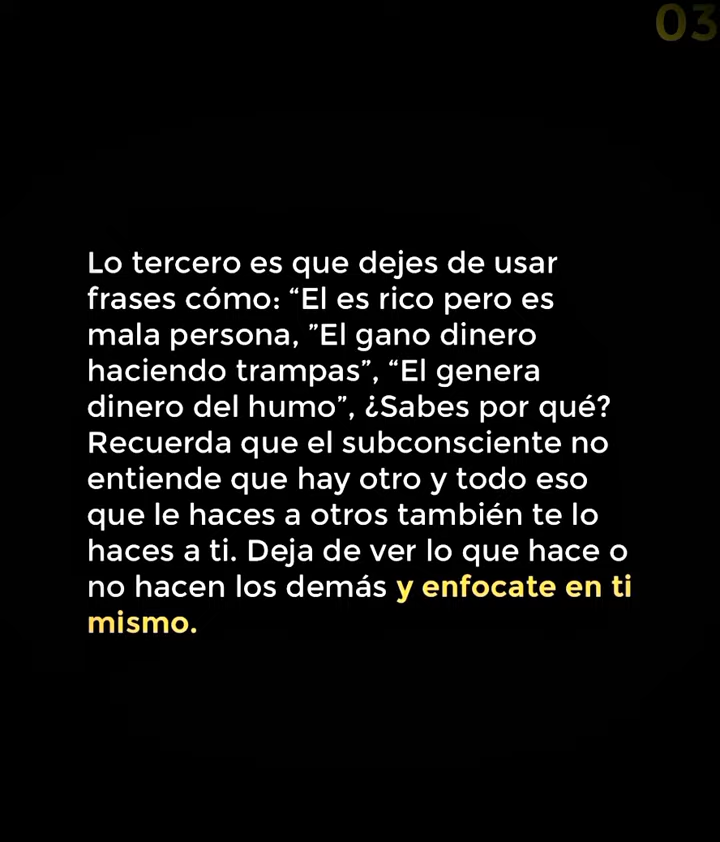 03
Lo tercero es que dejes de usar
frases cómo: “El es rico pero es
mala persona, ”El gano dinero
haciendo trampas”, “El genera
dinero del humo”, ¿Sabes por qué?
Recuerda que el subconsciente no
entiende que hay otro y todo eso
que le haces a otros también te lo
haces a ti. Deja de ver lo que hace o
no hacen los demás y enfocate en ti
mismo.